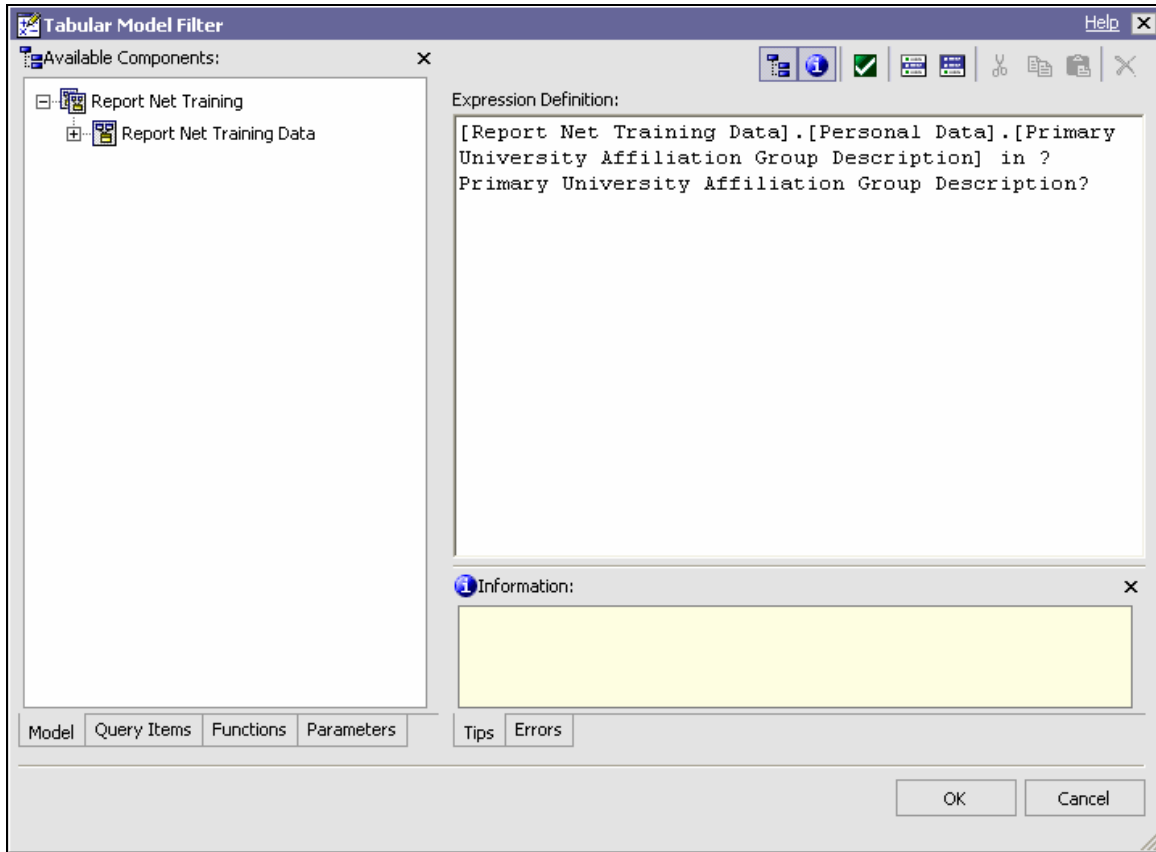 Tabular Model Filter
Help
Available Components:
Report Net Training
Report Net Training Data
Expression Definition:
[Report Net Training Data].[Personal Data].[Primary
University Affiliation Group Description] in ?
Primary University Affiliation Group Description?
Information:
Model Query Items Functions Parameters
Tips Errors
OK Cancel